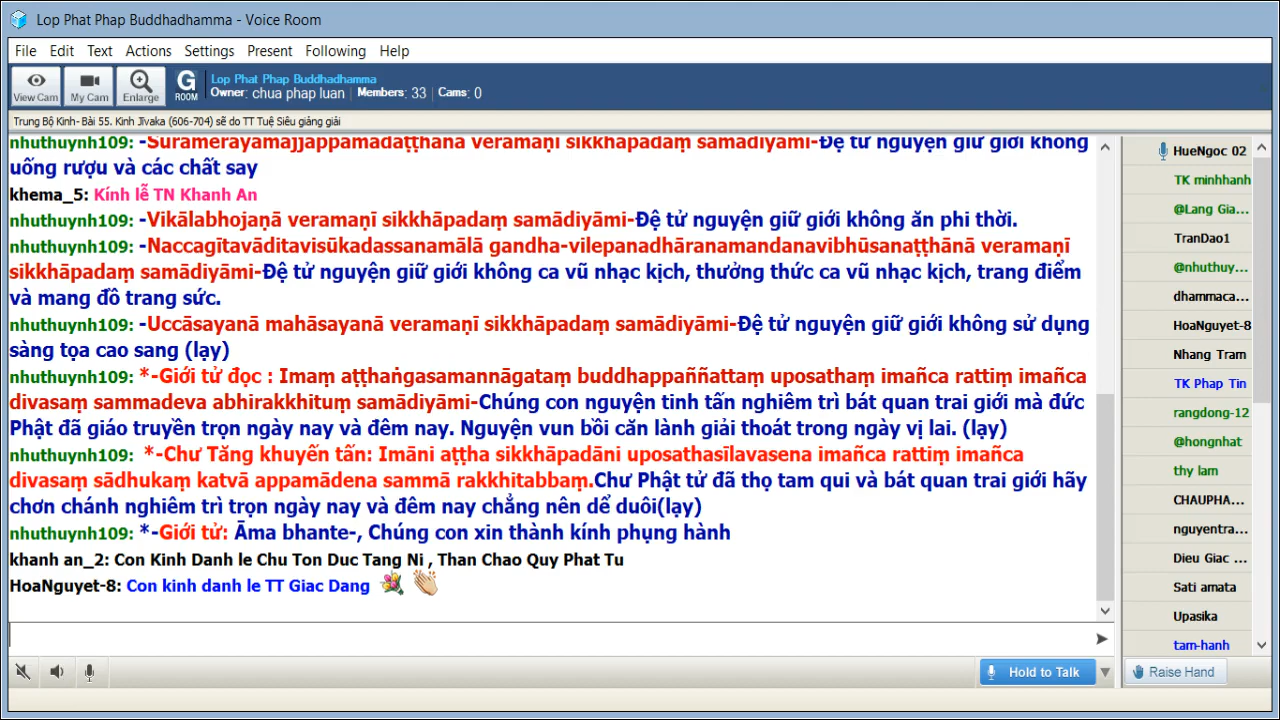 Lop Phat Phap Buddhadhamma - Voice Room
File Edit Text Actions Settings Present Following Help
View Cam My Cam Enlarge G ROOM
Lop Phat Phap Buddhadhamma
Owner: chua phap luan Members: 33 Cams: 0
Trung Bộ Kinh- Bài 55. Kinh Jīvaka (606-704) sẽ do TT Tuệ Siêu giảng giải
nhuthuynh109: -Surāmerayamajjappamādaṭṭhānā veramaṇī sikkhāpadaṃ samādiyāmi-Đệ tử nguyện giữ giới không
uống rượu và các chất say
khema_5: Kính lễ TN Khanh An
nhuthuynh109: -Vikālabhojaṇā veramaṇī sikkhāpadaṃ samādiyāmi-Đệ tử nguyện giữ giới không ăn phi thời.
nhuthuynh109: -Naccagītavāditavisūkadassanamālā gandha-vilepanadhāranamandanavibhūsanaṭṭhānā veramaṇī
sikkhāpadaṃ samādiyāmi-Đệ tử nguyện giữ giới không ca vũ nhạc kịch, thưởng thức ca vũ nhạc kịch, trang điểm
và mang đồ trang sức.
nhuthuynh109: -Uccāsayanā mahāsayanā veramaṇī sikkhāpadaṃ samādiyāmi-Đệ tử nguyện giữ giới không sử dụng
sàng tọa cao sang (lạy)
nhuthuynh109: *-Giới tử đọc : Imaṃ aṭṭhaṅgasamannāgataṃ buddhappaññattaṃ uposathaṃ imañca rattiṃ imañca
divasaṃ sammadeva abhirakkhituṃ samādiyāmi-Chúng con nguyện tinh tấn nghiêm trì bát quan trai giới mà đức
Phật đã giáo truyền trọn ngày nay và đêm nay. Nguyện vun bồi căn lành giải thoát trong ngày vị lai. (lạy)
nhuthuynh109: *-Chư Tăng khuyến tấn: Imāni aṭṭha sikkhāpadāni uposathasīlavasena imañca rattiṃ imañca
divasaṃ sādhukaṃ katvā appamādena sammā rakkhitabbaṃ.Chư Phật tử đã thọ tam qui và bát quan trai giới hãy
chơn chánh nghiêm trì trọn ngày nay và đêm nay chẳng nên dể duôi(lạy)
nhuthuynh109: *-Giới tử: Āma bhante-, Chúng con xin thành kính phụng hành
khanh an_2: Con Kinh Danh le Chu Ton Duc Tang Ni , Than Chao Quy Phat Tu
HoaNguyet-8: Con kinh danh le TT Giac Dang
HueNgoc 02
TK minhhanh
@Lang Gia...
TranDao1
@nhuthuy...
dhammaca...
HoaNguyet-8
Nhang Tram
TK Phap Tin
rangdong-12
@hongnhat
thy lam
CHAUPHA...
nguyentra...
Dieu Giac ...
Sati amata
Upasika
tam-hanh
Hold to Talk
Raise Hand